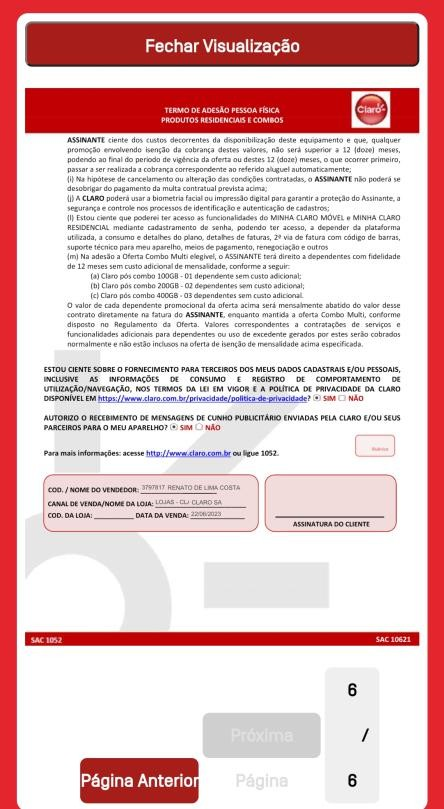 Fechar Visualização
TERMO DE ADESÃO PESSOA FÍSICA
PRODUTOS RESIDENCIAIS E COMBOS
Claro
ASSINANTE ciente dos custos decorrentes da disponibilização deste equipamento e que, qualquer
promoção envolvendo isenção da cobrança destes valores, não será superior a 12 (doze) meses,
podendo ao final do período de vigência da oferta ou destes 12 (doze) meses, o que ocorrer primeiro,
passar a ser realizada a cobrança correspondente ao referido aluguel automaticamente;
(i) Na hipótese de cancelamento ou alteração das condições contratadas, o ASSINANTE não poderá se
desobrigar do pagamento da multa contratual prevista acima;
(j) A CLARO poderá usar a biometria facial ou impressão digital para garantir a proteção do Assinante, a
segurança e controle nos processos de identificação e autenticação de cadastros;
(l) Estou ciente que poderei ter acesso as funcionalidades do MINHA CLARO MÓVEL e MINHA CLARO
RESIDENCIAL mediante cadastramento de senha, podendo ter acesso, a depender da plataforma
utilizada, a consumo e detalhes do plano, detalhes de faturas, 2ª via de fatura com código de barras,
suporte técnico para meu aparelho, meios de pagamento, renegociação e outros
(m) Na adesão a Oferta Combo Multi elegível, o ASSINANTE terá direito a dependentes com fidelidade
de 12 meses sem custo adicional de mensalidade, conforme a seguir:
(a) Claro pós combo 100GB - 01 dependente sem custo adicional;
(b) Claro pós combo 200GB - 02 dependentes sem custo adicional;
(c) Claro pós combo 400GB - 03 dependentes sem custo adicional.
O valor de cada dependente promocional da oferta acima será mensalmente abatido do valor desse
contrato diretamente na fatura do ASSINANTE, enquanto mantida a oferta Combo Multi, conforme
disposto no Regulamento da Oferta. Valores correspondentes a contratações de serviços e
funcionalidades adicionais para dependentes ou uso de excedente gerados por estes serão cobrados
normalmente e não estão inclusos na oferta de mensalidade acima especificada.
ESTOU CIENTE SOBRE O FORNECIMENTO PARA TERCEIROS DOS MEUS DADOS CADASTRAIS E/OU PESSOAIS,
INCLUSIVE AS INFORMAÇÕES DE CONSUMO E REGISTRO DE COMPORTAMENTO DE
UTILIZAÇÃO/NAVEGAÇÃO, NOS TERMOS DA LEI EM VIGOR E A POLÍTICA DE PRIVACIDADE DA CLARO
DISPONÍVEL EM https://www.claro.com.br/privacidade/politica-de-privacidade? SIM NÃO
AUTORIZO O RECEBIMENTO DE MENSAGENS DE CUNHO PUBLICITÁRIO ENVIADAS PELA CLARO E/OU SEUS
PARCEIROS PARA O MEU APARELHO? SIM NÃO
Rubrica
Para mais informações: acesse http://www.claro.com.br ou ligue 1052.
COD. / NOME DO VENDEDOR: 3797817 RENATO DE LIMA COSTA
CANAL DE VENDA/NOME DA LOJA: LOJAS - CL/ CLARO SA
COD. DA LOJA: DATA DA VENDA: 22/06/2023
ASSINATURA DO CLIENTE
SAC 1052
SAC 10621
Página Anterior
Próxima
Página
6
/
6